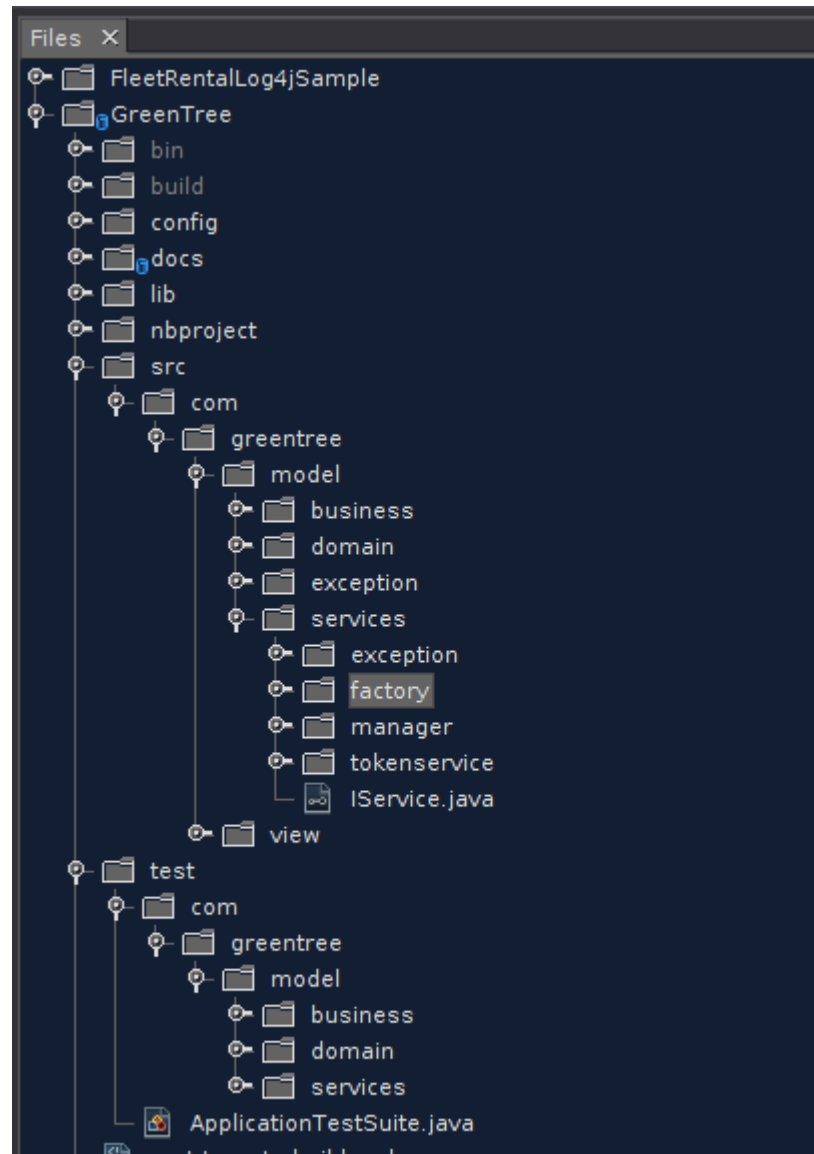 Files
FleetRentalLog4jSample
GreenTree
bin
build
config
docs
lib
nbproject
src
com
greentree
model
business
domain
exception
services
exception
factory
manager
tokenservice
IService.java
view
test
com
greentree
model
business
domain
services
ApplicationTestSuite.java